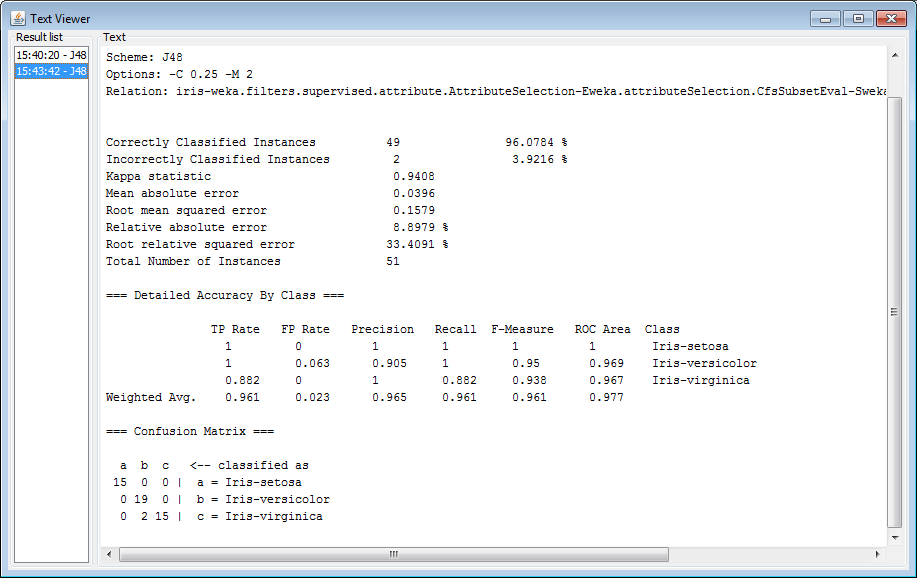 Text Viewer
Result list
Text
15:40:20 - J48
15:43:42 - J48
Scheme: J48
Options: -C 0.25 -M 2
Relation: iris-weka.filters.supervised.attribute.AttributeSelection-Eweka.attributeSelection.CfsSubsetEval-Sweka
Correctly Classified Instances 49 96.0784 %
Incorrectly Classified Instances 2 3.9216 %
Kappa statistic 0.9408
Mean absolute error 0.0396
Root mean squared error 0.1579
Relative absolute error 8.8979 %
Root relative squared error 33.4091 %
Total Number of Instances 51
=== Detailed Accuracy By Class ===
TP Rate FP Rate Precision Recall F-Measure ROC Area Class
1 0 1 1 1 1 Iris-setosa
1 0.063 0.905 1 0.95 0.969 Iris-versicolor
0.882 0 1 0.882 0.938 0.967 Iris-virginica
Weighted Avg. 0.961 0.023 0.965 0.961 0.961 0.977
=== Confusion Matrix ===
a b c <-- classified as
15 0 0 | a = Iris-setosa
0 19 0 | b = Iris-versicolor
0 2 15 | c = Iris-virginica